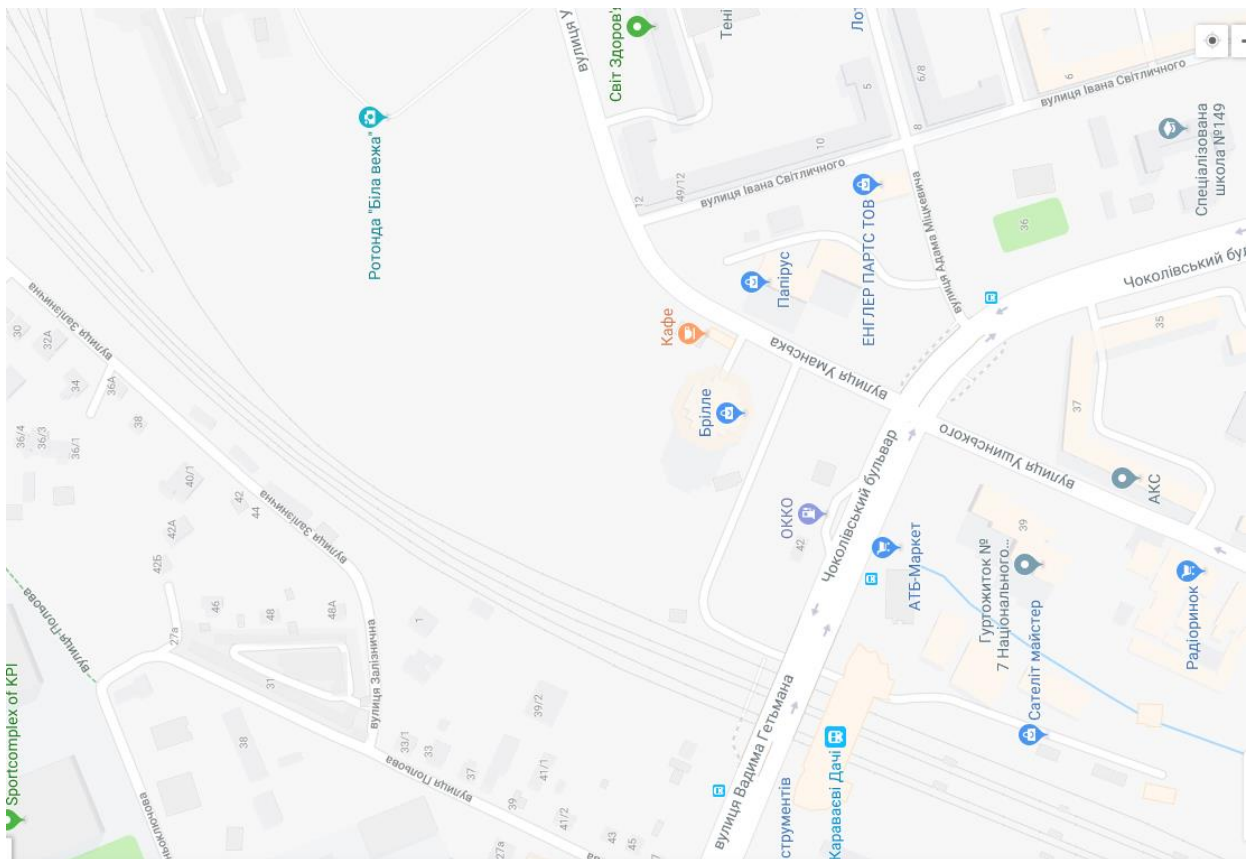 Sportcomplex of KPI
вулиця Польова
36/4
36/3
36/1
30
32А
34
36А
38
вулиця Залізнична
40/1
42
44
42А
42Б
46
48
48А
1
27а
31
вулиця Залізнична
вулиця Залізнична
38
33/1
33
37
39
39/2
41/1
41/2
43
45
27а
вулиця Польова
Ротонда "Біла вежа"
Світ Здоров'
12
49/12
10
5
6/8
8
6
вулиця Івана Світличного
вулиця Івана Світличного
Спеціалізована
школа №149
36
вулиця Адама Міцкевича
ЕНГЛЕР ПАРТС ТОВ
Папірус
Кафе
Брілле
вулиця Уманська
ОККО
42
Чоколівський бульвар
35
37
вулиця Ушинського
АКС
39
Гуртожиток №
7 Національного...
АТБ-Маркет
Сателіт майстер
Радіоринок
вулиця Вадима Гетьмана
Караваєві Дачі